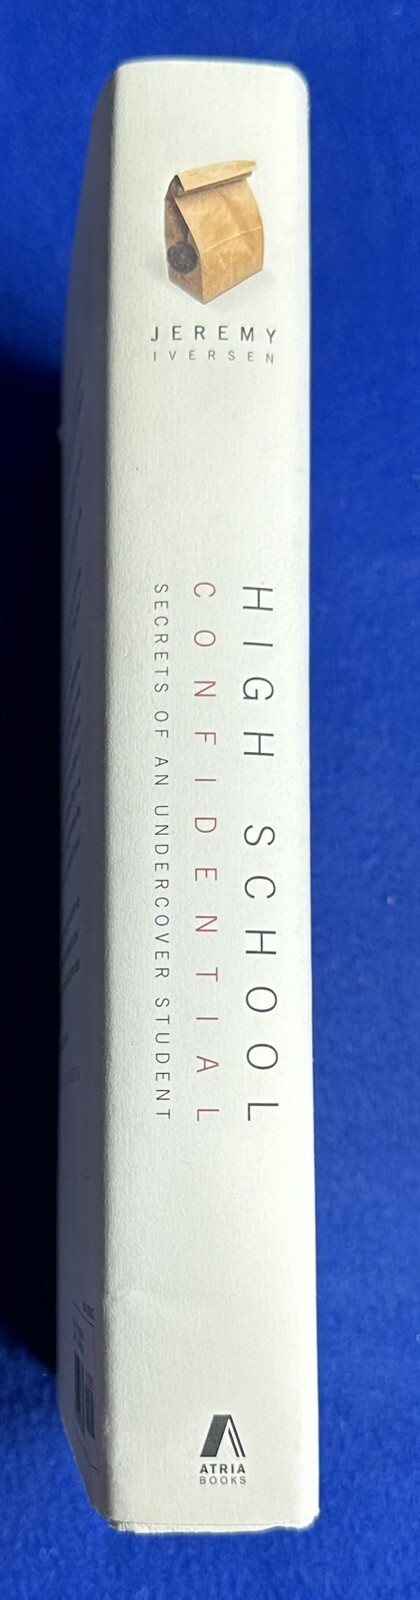 JEREMY
IVERSEN
HIGH SCHOOL
CONFIDENTIAL
SECRETS OF AN UNDERCOVER STUDENT
ATRIA
BOOKS